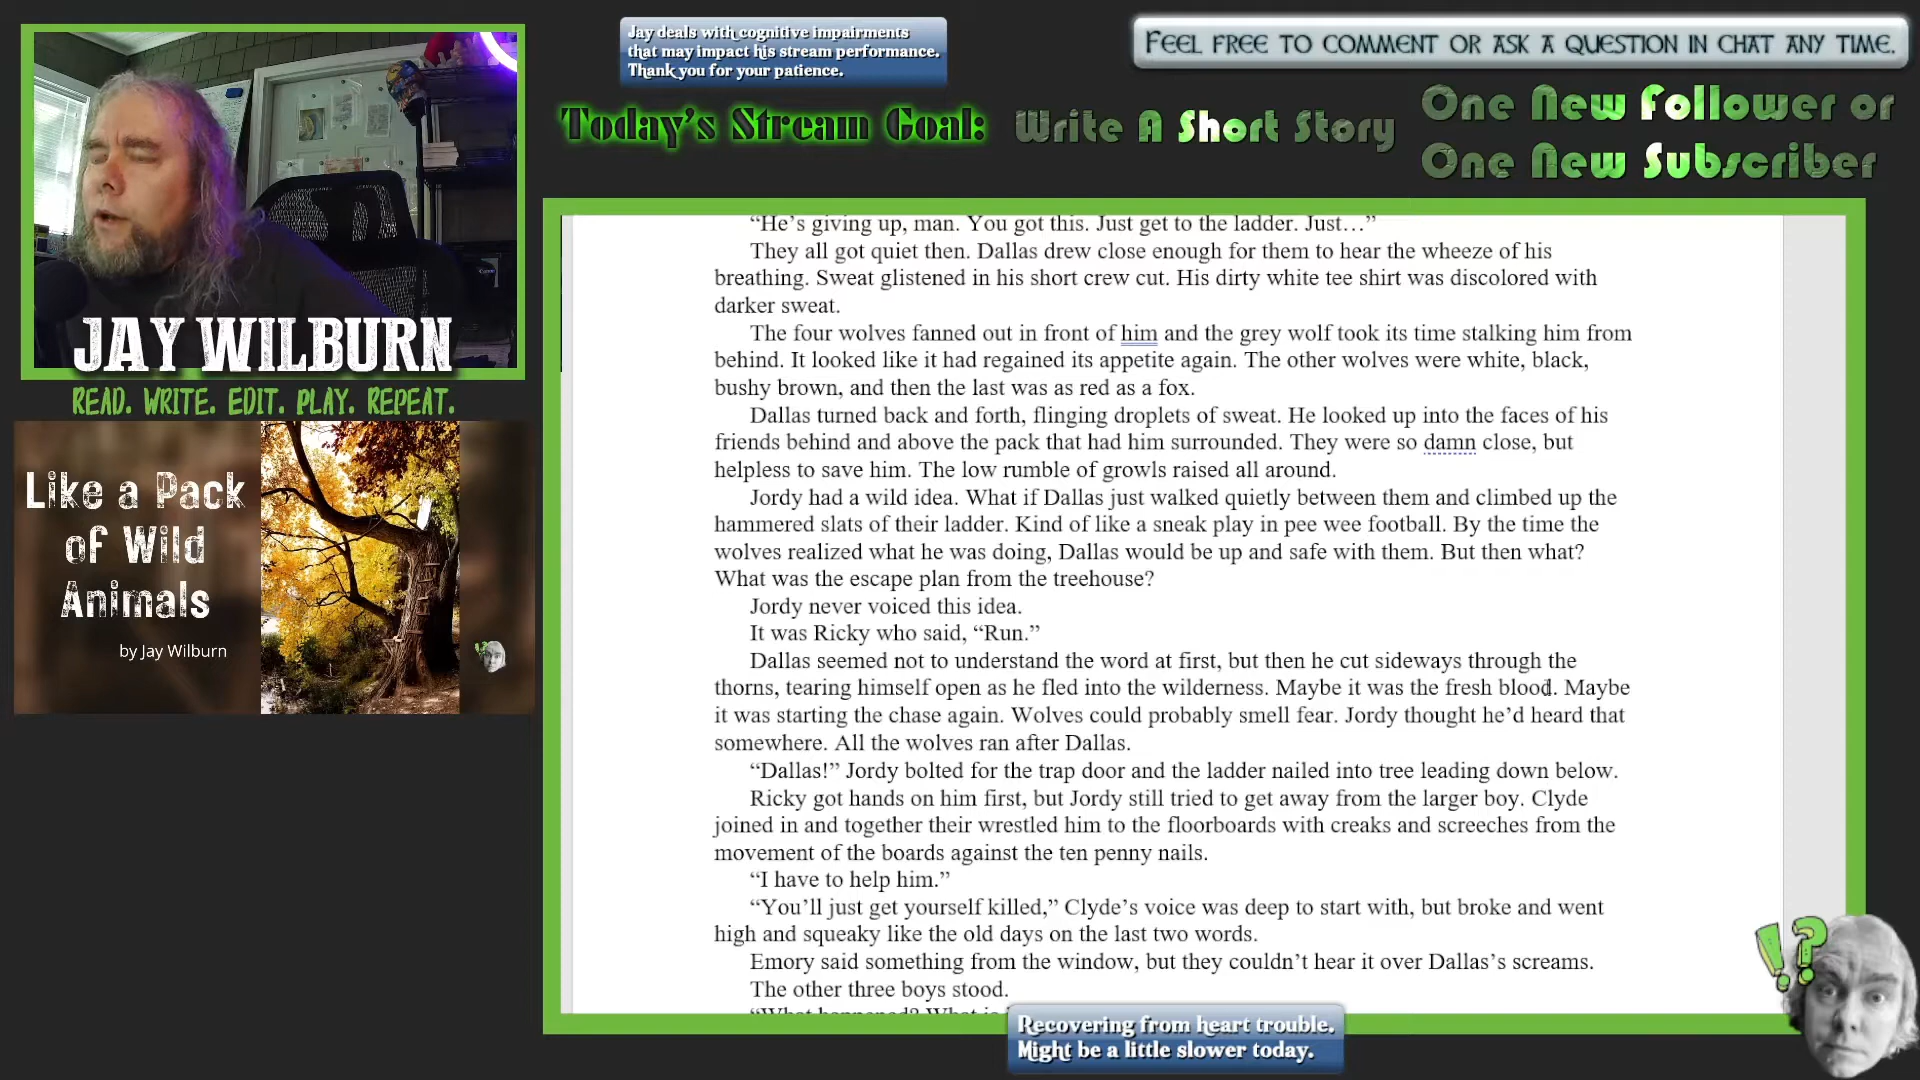 Jay deals with cognitive impairments
that may impact his stream performance.
Thank you for your patience.
FEEL FREE TO COMMENT OR ASK A QUESTION IN CHAT ANY TIME.
Today's Stream Goal:
Write A Short Story
One New Follower or
One New Subscriber
JAY WILBURN
READ. WRITE. EDIT. PLAY. REPEAT.
Like a Pack
of Wild
Animals
by Jay Wilburn
“He’s giving up, man. You got this. Just get to the ladder. Just…”
They all got quiet then. Dallas drew close enough for them to hear the wheeze of his
breathing. Sweat glistened in his short crew cut. His dirty white tee shirt was discolored with
darker sweat.
The four wolves fanned out in front of him and the grey wolf took its time stalking him from
behind. It looked like it had regained its appetite again. The other wolves were white, black,
bushy brown, and then the last was as red as a fox.
Dallas turned back and forth, flinging droplets of sweat. He looked up into the faces of his
friends behind and above the pack that had him surrounded. They were so damn close, but
helpless to save him. The low rumble of growls raised all around.
Jordy had a wild idea. What if Dallas just walked quietly between them and climbed up the
hammered slats of their ladder. Kind of like a sneak play in pee wee football. By the time the
wolves realized what he was doing, Dallas would be up and safe with them. But then what?
What was the escape plan from the treehouse?
Jordy never voiced this idea.
It was Ricky who said, “Run.”
Dallas seemed not to understand the word at first, but then he cut sideways through the
thorns, tearing himself open as he fled into the wilderness. Maybe it was the fresh blood. Maybe
it was starting the chase again. Wolves could probably smell fear. Jordy thought he’d heard that
somewhere. All the wolves ran after Dallas.
“Dallas!” Jordy bolted for the trap door and the ladder nailed into tree leading down below.
Ricky got hands on him first, but Jordy still tried to get away from the larger boy. Clyde
joined in and together their wrestled him to the floorboards with creaks and screeches from the
movement of the boards against the ten penny nails.
“I have to help him.”
“You’ll just get yourself killed,” Clyde’s voice was deep to start with, but broke and went
high and squeaky like the old days on the last two words.
Emory said something from the window, but they couldn’t hear it over Dallas’s screams.
The other three boys stood.
“What happened? What is
Recovering from heart trouble.
Might be a little slower today.
!?